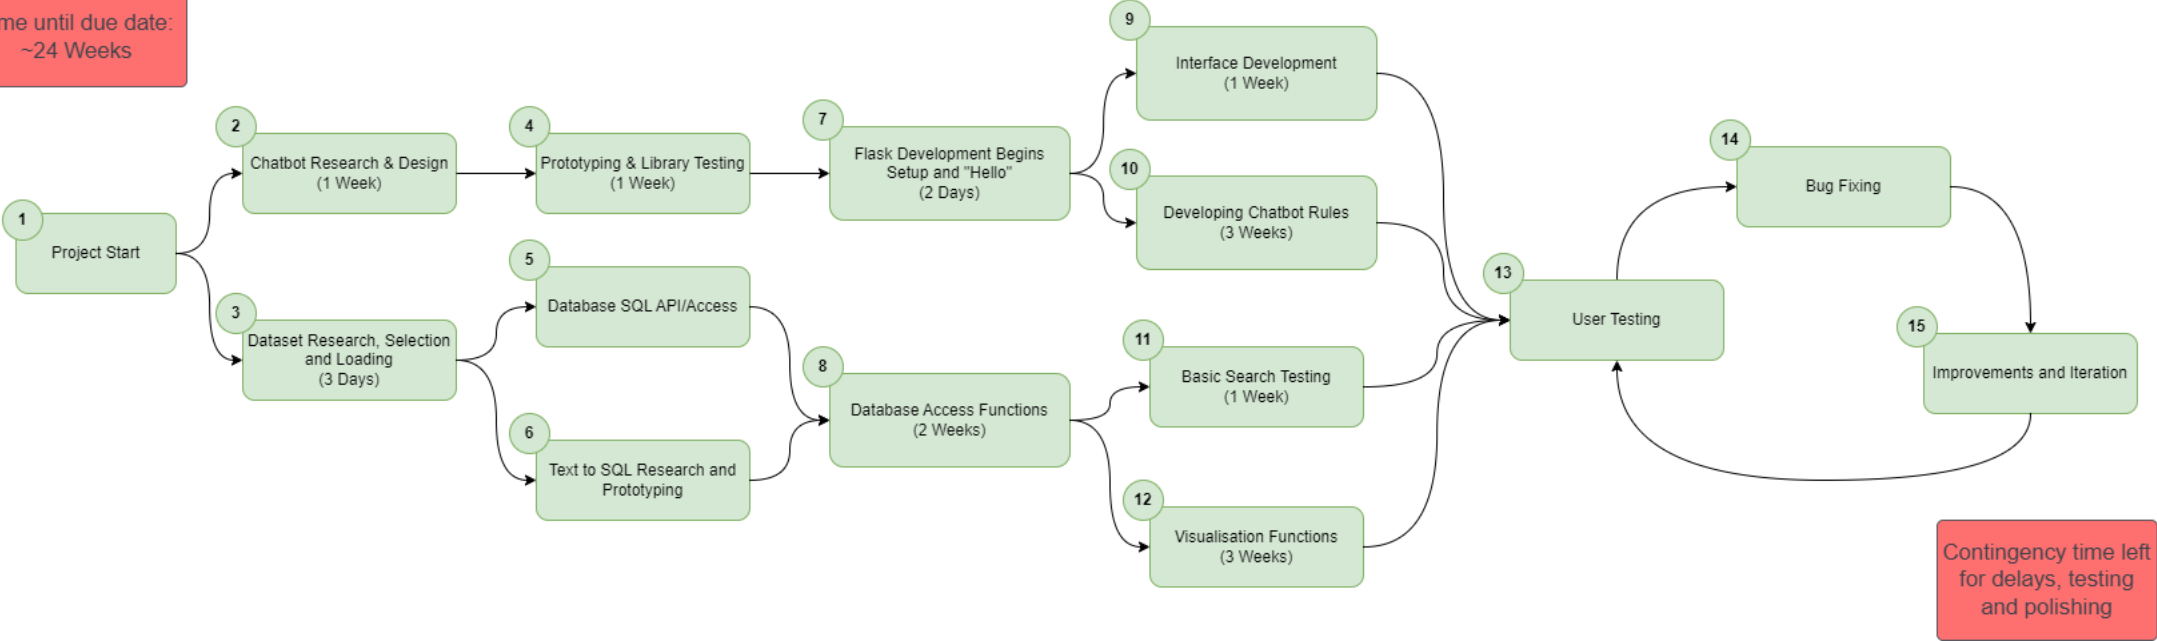 me until due date:
~24 Weeks
1
Project Start
2
Chatbot Research & Design
(1 Week)
3
Dataset Research, Selection
and Loading
(3 Days)
4
Prototyping & Library Testing
(1 Week)
5
Database SQL API/Access
6
Text to SQL Research and
Prototyping
7
Flask Development Begins
Setup and "Hello"
(2 Days)
8
Database Access Functions
(2 Weeks)
9
Interface Development
(1 Week)
10
Developing Chatbot Rules
(3 Weeks)
11
Basic Search Testing
(1 Week)
12
Visualisation Functions
(3 Weeks)
13
User Testing
14
Bug Fixing
15
Improvements and Iteration
Contingency time left
for delays, testing
and polishing